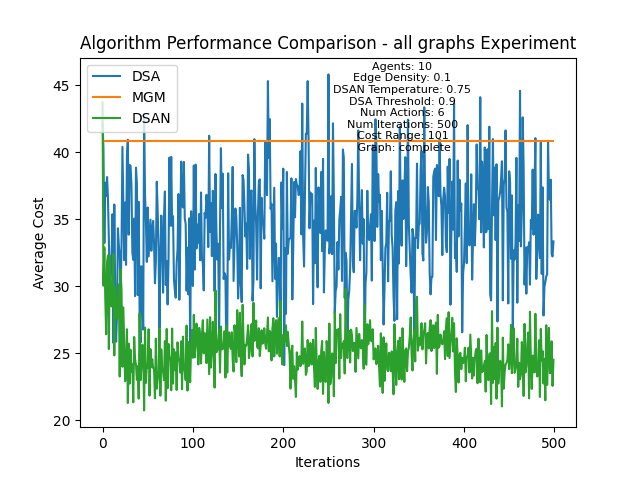 Algorithm Performance Comparison - all graphs Experiment
DSA
MGM
DSAN
Agents: 10
Edge Density: 0.1
DSAN Temperature: 0.75
DSA Threshold: 0.9
Num Actions: 6
Num Iterations: 500
Cost Range: 101
Graph: complete
Average Cost
45
40
35
30
25
20
0
100
200
300
400
500
Iterations